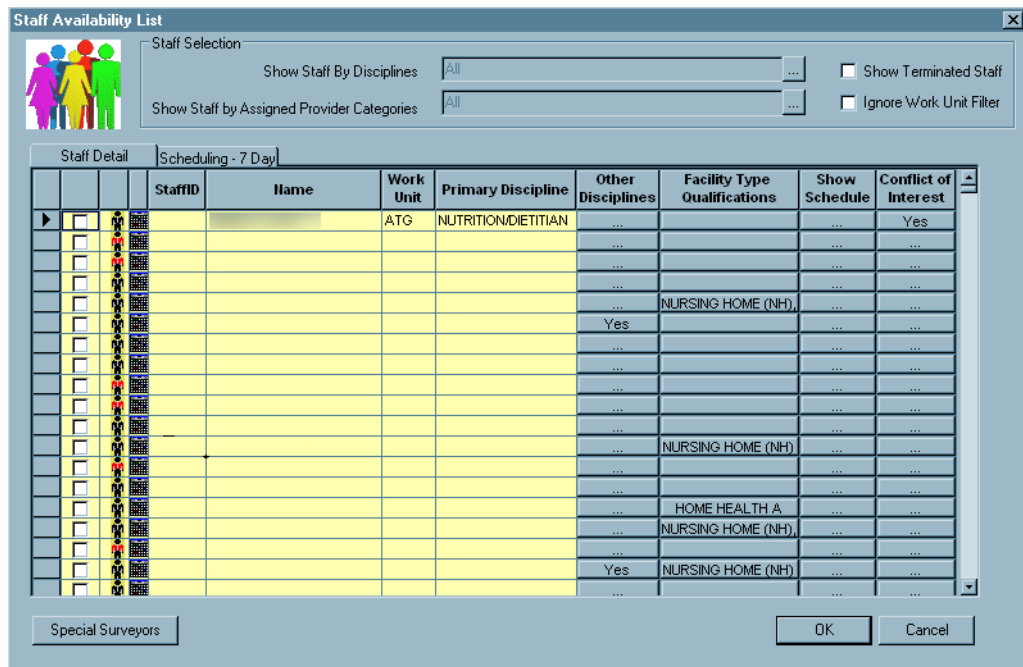 Staff Availability List
Staff Selection
Show Staff By Disciplines All ... Show Terminated Staff
Show Staff by Assigned Provider Categories All ... Ignore Work Unit Filter
Staff Detail Scheduling - 7 Day
StaffID Name Work Unit Primary Discipline Other Disciplines Facility Type Qualifications Show Schedule Conflict of Interest
ATG NUTRITION/DIETITIAN ... ... Yes
... ... ...
... ... ...
... ... ...
... NURSING HOME (NH), ... ...
Yes ... ...
... ... ...
... ... ...
... ... ...
... ... ...
... ... ...
... NURSING HOME (NH) ... ...
... ... ...
... ... ...
... HOME HEALTH A ... ...
... NURSING HOME (NH), ... ...
... ... ...
Yes NURSING HOME (NH) ... ...
... ... ...
Special Surveyors OK Cancel